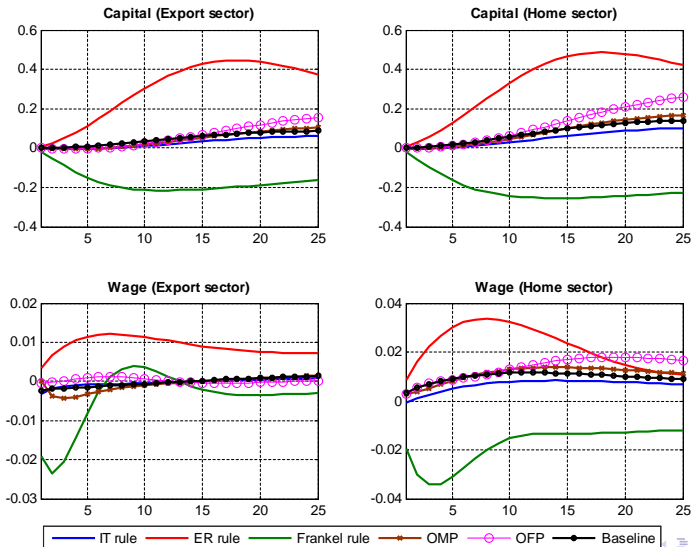 Capital (Export sector)
0.6
0.4
0.2
0
-0.2
-0.4
5 10 15 20 25
Capital (Home sector)
0.6
0.4
0.2
0
-0.2
-0.4
5 10 15 20 25
Wage (Export sector)
0.02
0.01
0
-0.01
-0.02
-0.03
5 10 15 20 25
Wage (Home sector)
0.04
0.02
0
-0.02
-0.04
5 10 15 20 25
IT rule ER rule Frankel rule OMP OFP Baseline